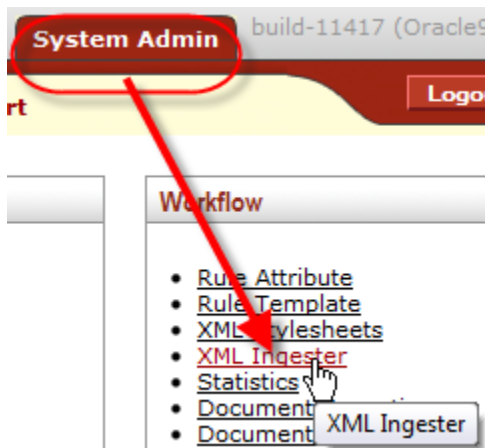 System Admin
build-11417 (Oracle9
rt
Logo
Workflow
Rule Attribute
Rule Template
XML Stylesheets
XML Ingester
Statistics
Document
Document
XML Ingester